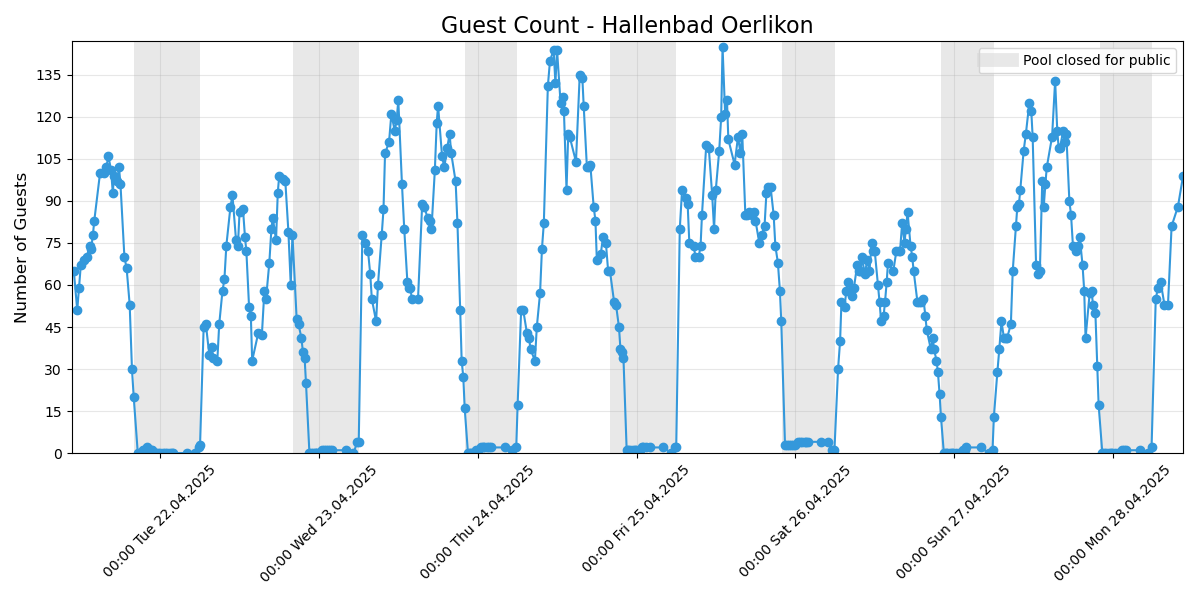 Guest Count - Hallenbad Oerlikon
Pool closed for public
Number of Guests
135
120
105
90
75
60
45
30
15
0
00:00 Tue 22.04.2025
00:00 Wed 23.04.2025
00:00 Thu 24.04.2025
00:00 Fri 25.04.2025
00:00 Sat 26.04.2025
00:00 Sun 27.04.2025
00:00 Mon 28.04.2025